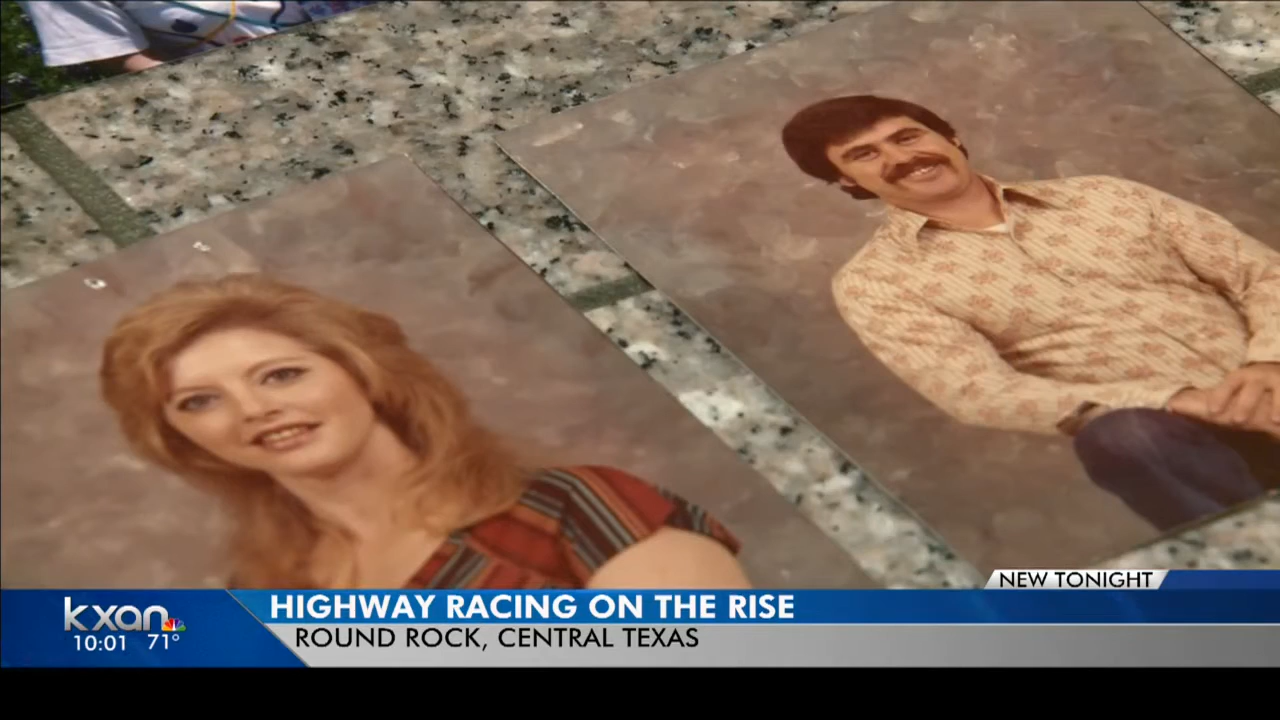 NEW TONIGHT
kxan
HIGHWAY RACING ON THE RISE
10:01 71°
ROUND ROCK, CENTRAL TEXAS